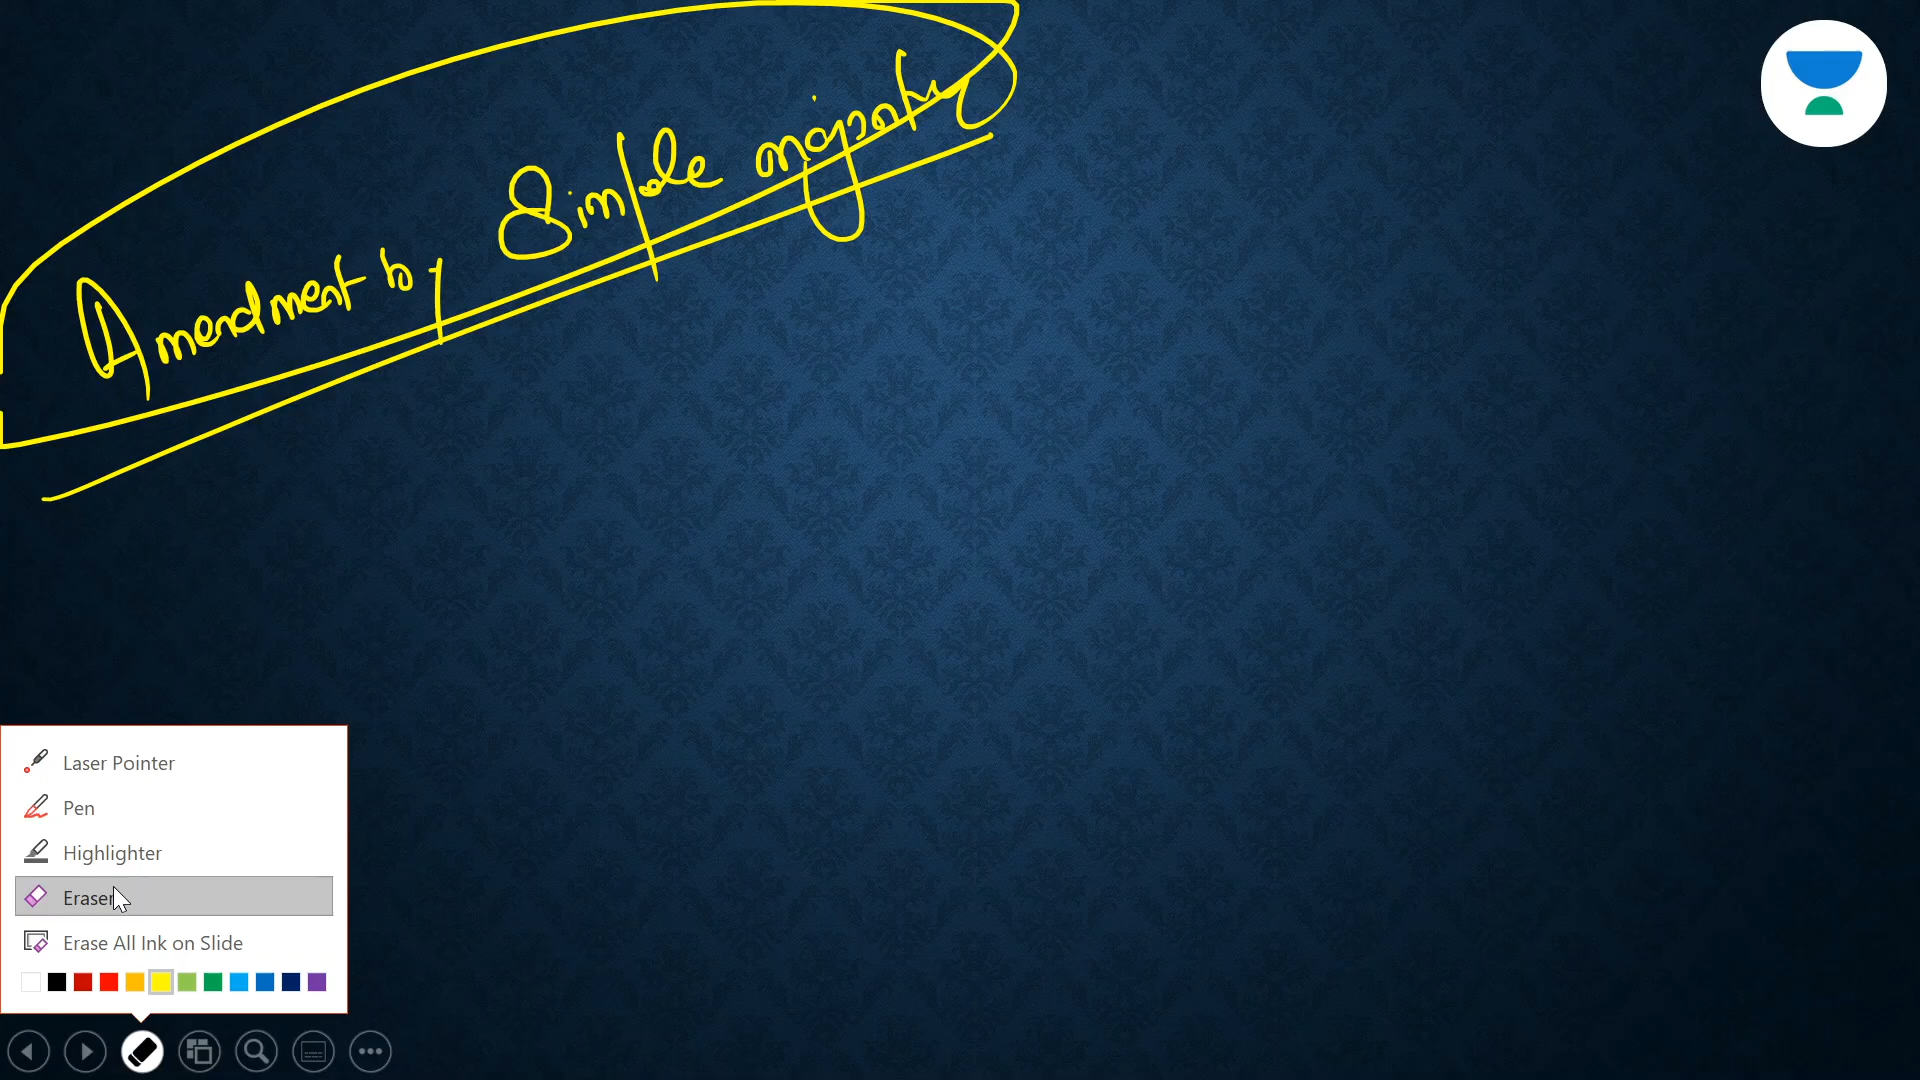 Amendment by Simple majority
Laser Pointer
Pen
Highlighter
Eraser
Erase All Ink on Slide